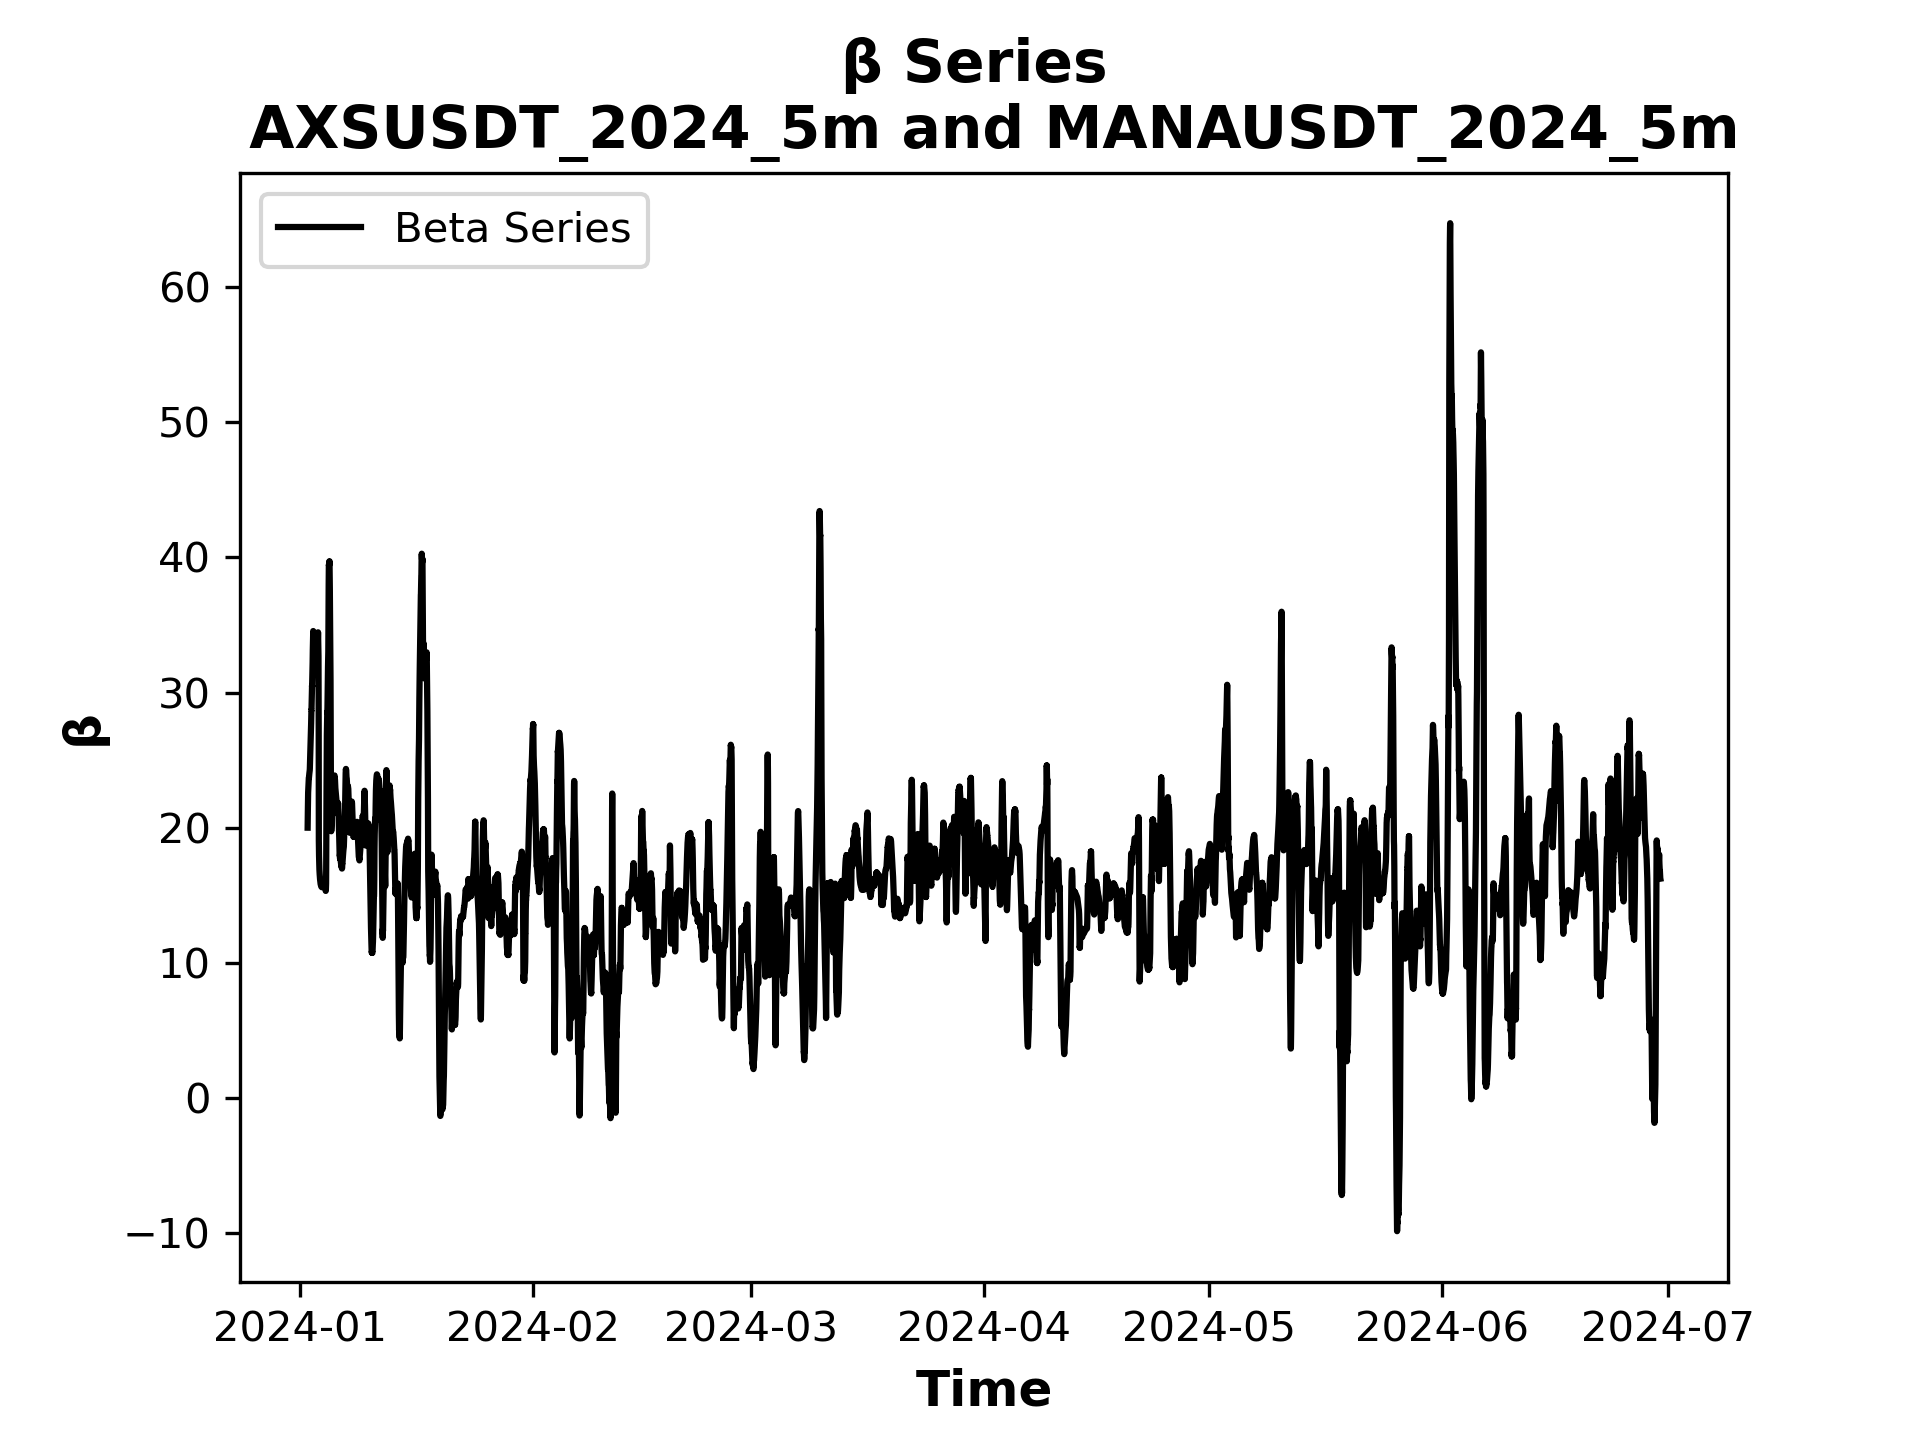 β Series
AXSUSDT_2024_5m and MANAUSDT_2024_5m
Beta Series
60
50
40
30
20
10
0
−10
β
2024-01 2024-02 2024-03 2024-04 2024-05 2024-06 2024-07
Time